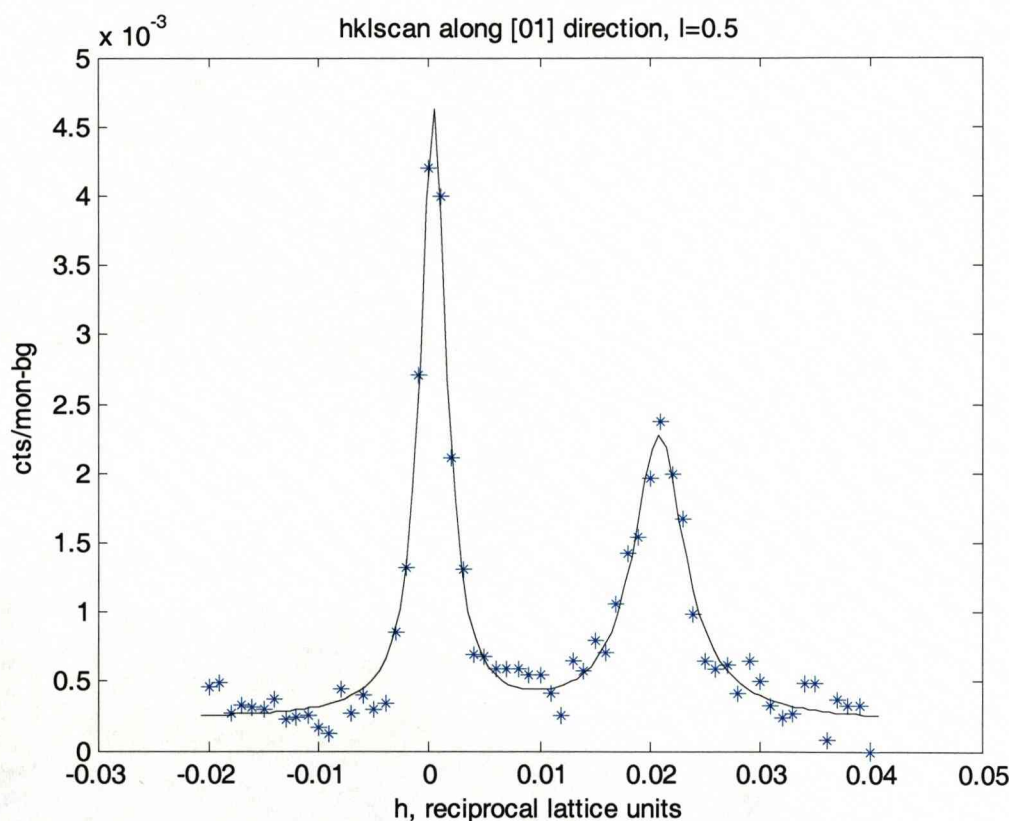 x 10^-3
hklscan along [01] direction, l=0.5
5
4.5
4
3.5
3
2.5
2
1.5
1
0.5
0
cts/mon-bg
-0.03 -0.02 -0.01 0 0.01 0.02 0.03 0.04 0.05
h, reciprocal lattice units